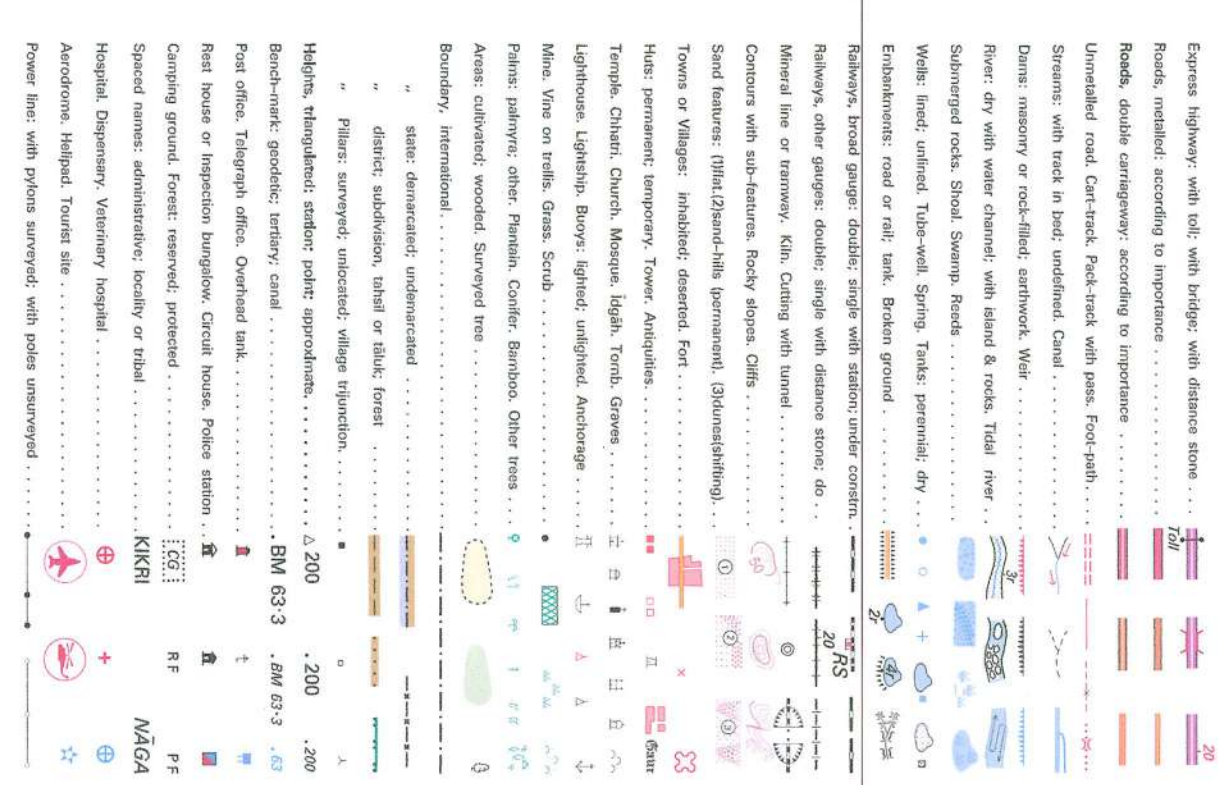 Express highway: with toll; with bridge; with distance stone . . Toll 20
Roads, metalled: according to importance . . . . . . . . . . .
Roads, double carriageway: according to importance . . . . .
Unmetalled road. Cart-track. Pack-track with pass. Foot-path. . .
Streams: with track in bed; undefined. Canal . . . . . . . . . .
Dams: masonry or rock-filled; earthwork. Weir . . . . . 3r
River: dry with water channel; with island & rocks. Tidal river . .
Submerged rocks. Shoal. Swamp. Reeds . . . . . . . . . . .
Wells: lined; unlined. Tube-well. Spring. Tanks: perennial; dry . .
Embankments: road or rail; tank. Broken ground . . . . . . . 2r 4r
Railways, broad gauge: double; single with station; under constrn. RS
Railways, other gauges: double; single with distance stone; do . . 20
Mineral line or tramway. Kiln. Cutting with tunnel . . . . . . .
Contours with sub-features. Rocky slopes. Cliffs . . . . . . . . 50
Sand features: (1)flat.(2)sand-hills (permanent). (3)dunes(shifting). 1 2 3
Towns or Villages: inhabited; deserted. Fort . . . . . . . . . .
Huts: permanent; temporary. Tower. Antiquities. . . . . . . .
Temple. Chhatri. Church. Mosque. Īdgāh. Tomb. Graves . . . .
Lighthouse. Lightship. Buoys: lighted; unlighted. Anchorage . . .
Mine. Vine on trellis. Grass. Scrub . . . . . . . . . . . . .
Palms: palmyra; other. Plantain. Conifer. Bamboo. Other trees . .
Areas: cultivated; wooded. Surveyed tree . . . . . . . . . . .
Boundary, international . . . . . . . . . . . . . . . . . .
" state: demarcated; undemarcated . . . . . . . . .
" district; subdivision, tahsil or tāluk; forest . . . . .
" Pillars: surveyed; unlocated; village trijunction. . . . . .
Heights, triangulated: station; point; approximate. . . . . . . 200 .200 .200
Bench-mark: geodetic; tertiary; canal . . . . . . . . . . . . BM 63·3 . BM 63·3 . 63
Post office. Telegraph office. Overhead tank. . . . . . . . . .
Rest house or Inspection bungalow. Circuit house. Police station . .
Camping ground. Forest: reserved; protected . . . . . . . . . CG RF PF
Spaced names: administrative; locality or tribal . . . . . . . . KIKRI NĀGA
Hospital. Dispensary. Veterinary hospital . . . . . . . . . . .
Aerodrome. Helipad. Tourist site . . . . . . . . . . . . . .
Power line: with pylons surveyed; with poles unsurveyed . . . . .